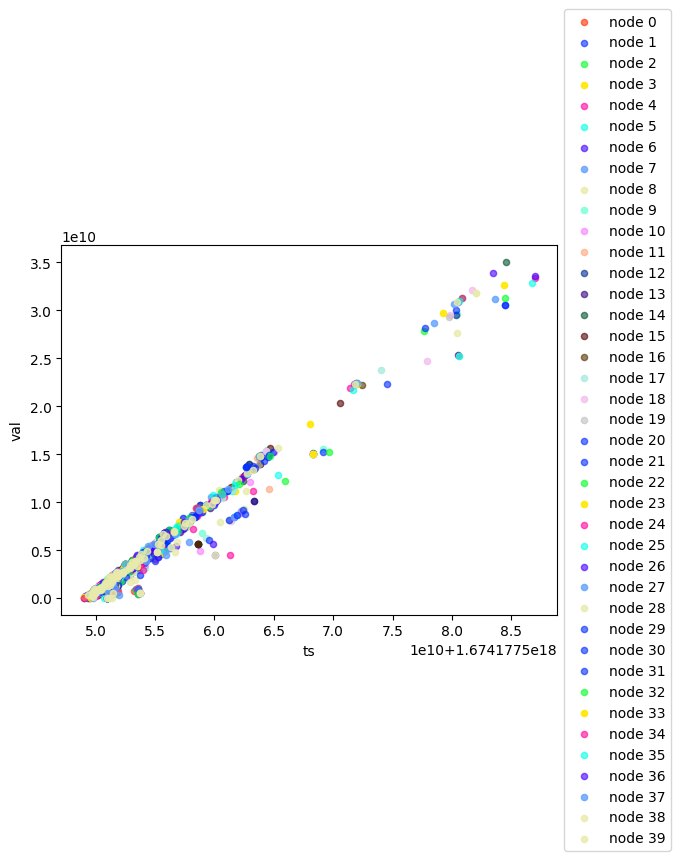 1e10
val
3.5
3.0
2.5
2.0
1.5
1.0
0.5
0.0
5.0 5.5 6.0 6.5 7.0 7.5 8.0 8.5
ts
1e10+1.6741775e18
node 0
node 1
node 2
node 3
node 4
node 5
node 6
node 7
node 8
node 9
node 10
node 11
node 12
node 13
node 14
node 15
node 16
node 17
node 18
node 19
node 20
node 21
node 22
node 23
node 24
node 25
node 26
node 27
node 28
node 29
node 30
node 31
node 32
node 33
node 34
node 35
node 36
node 37
node 38
node 39